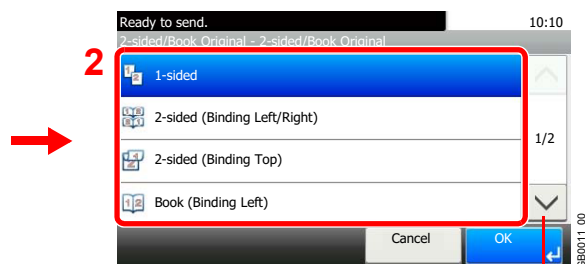 Ready to send.
10:10
2-sided/Book Original - 2-sided/Book Original
2
1-sided
2-sided (Binding Left/Right)
1/2
2-sided (Binding Top)
Book (Binding Left)
Cancel
OK